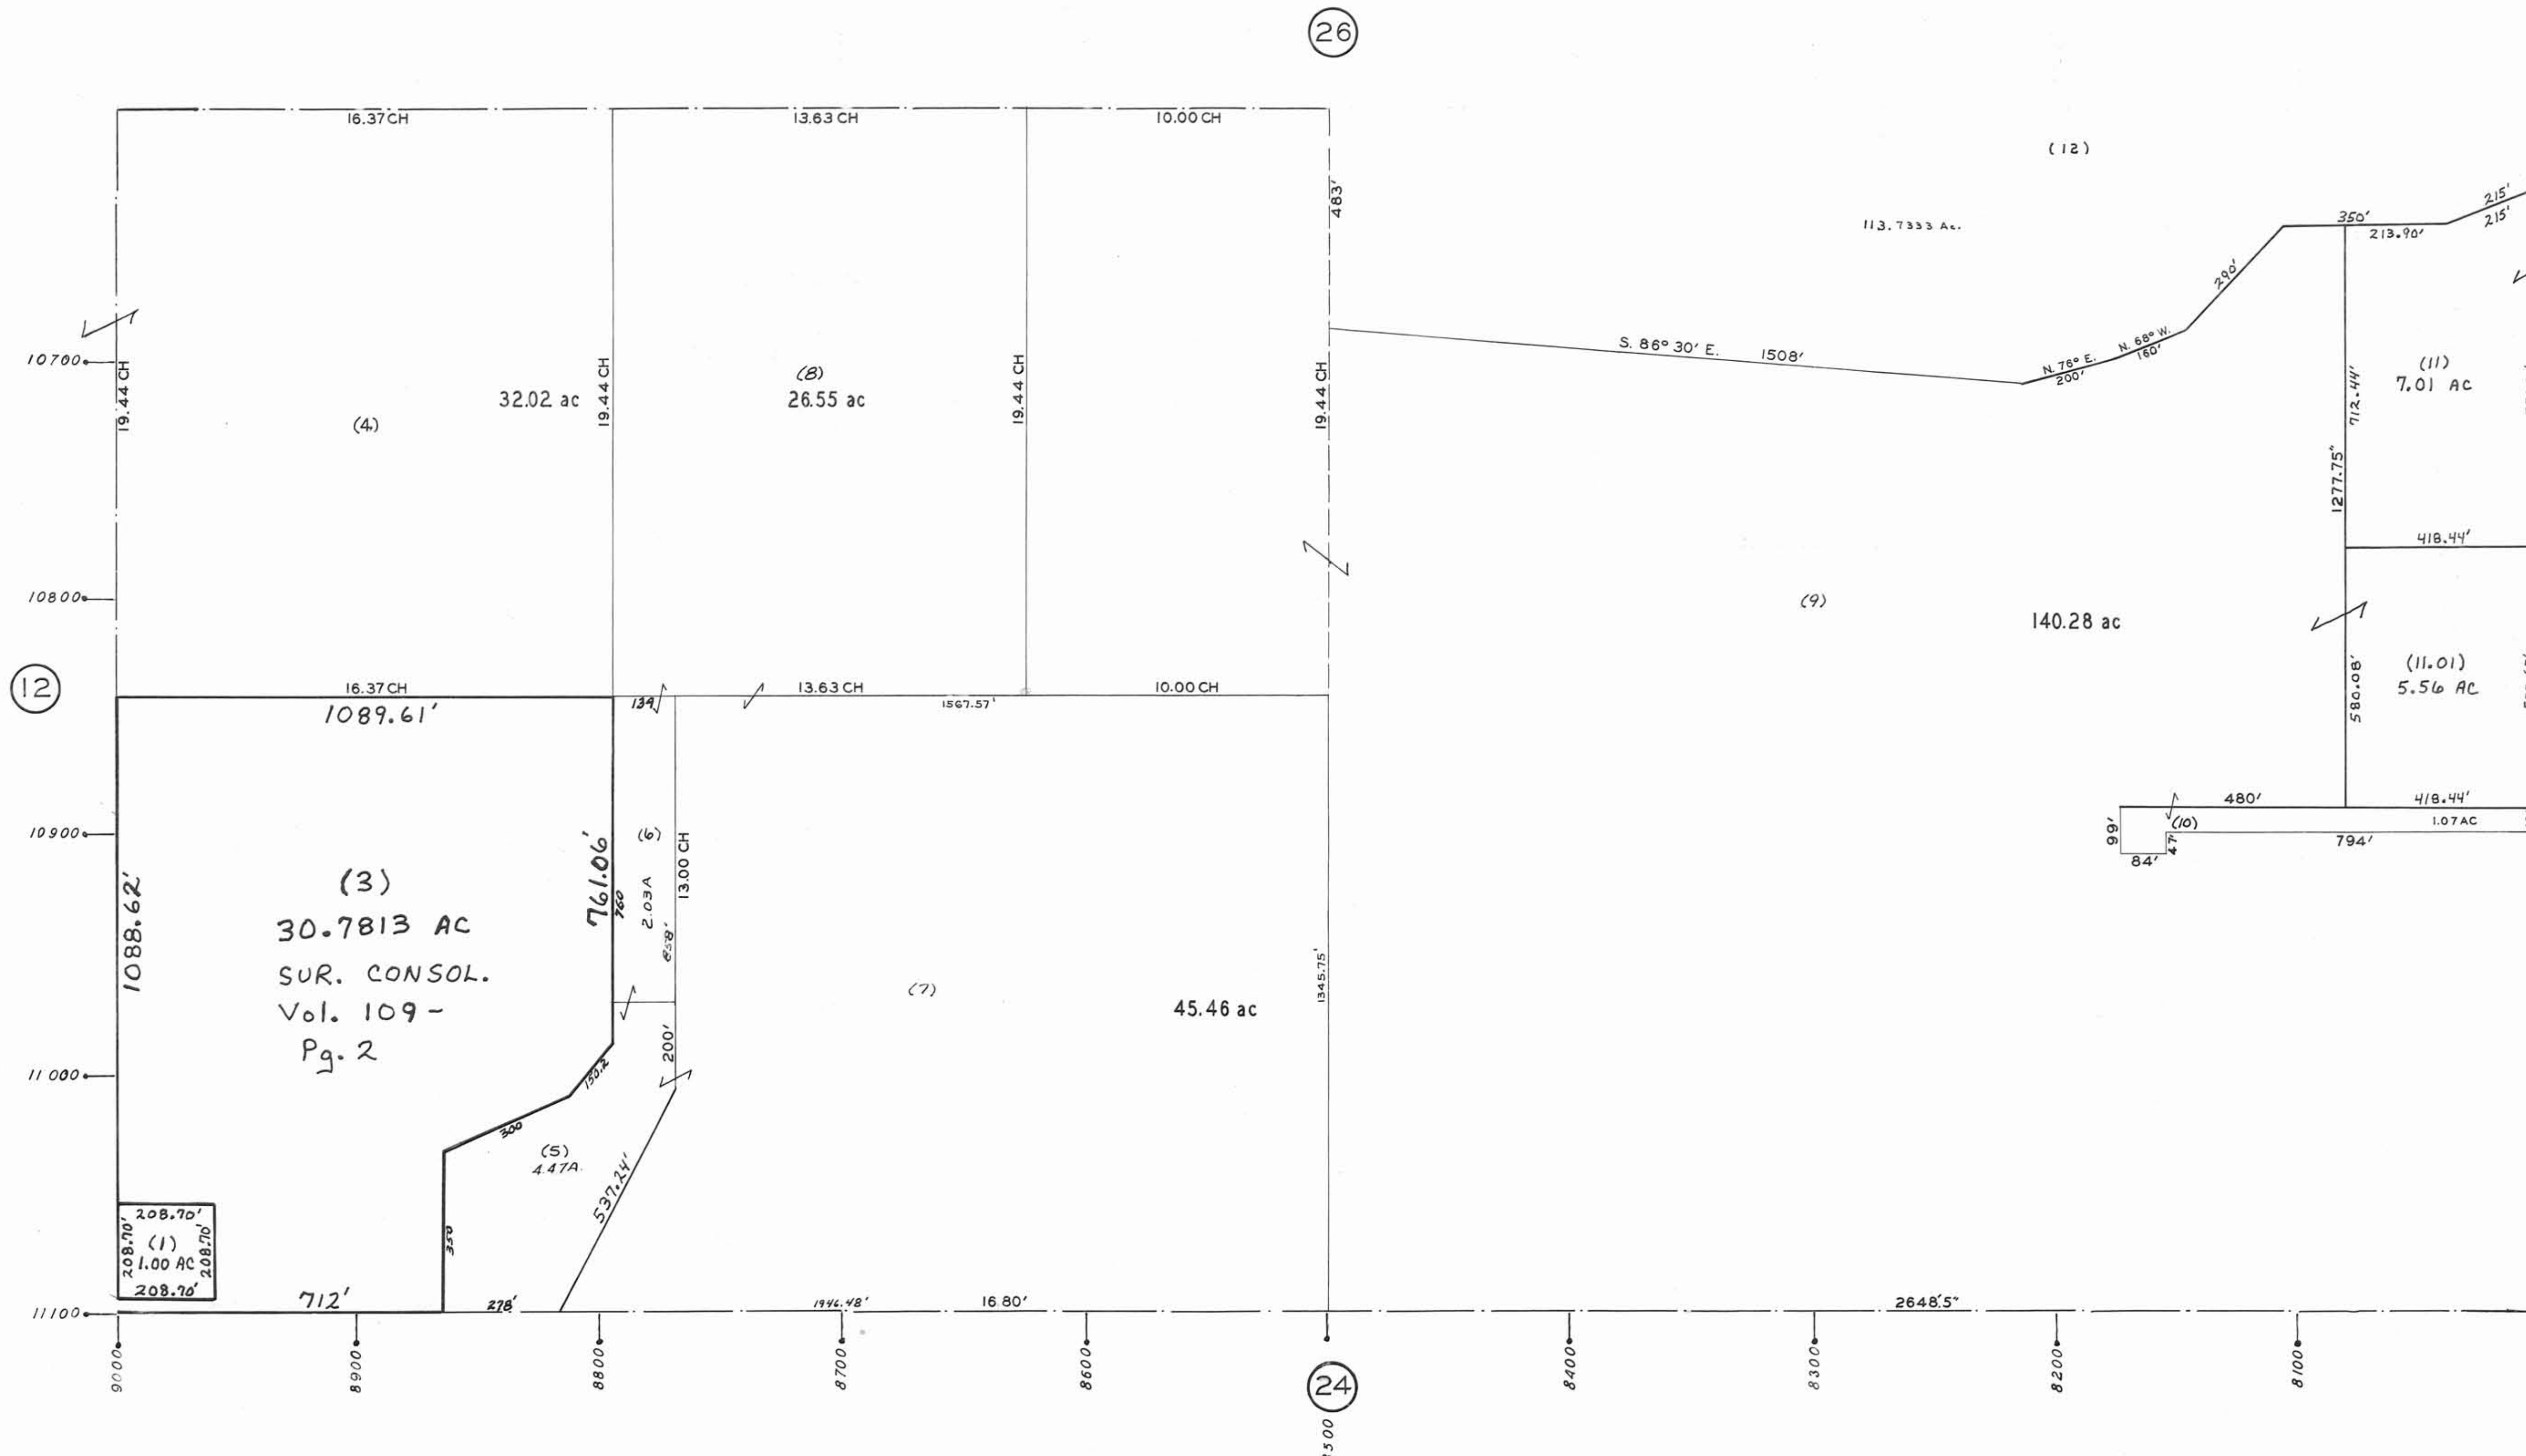 26
16.37 CH
13.63 CH
10.00 CH
483'
(12)
113.7333 Ac.
215'
215'
350'
213.90'
290'
N. 68° W.
160'
N. 76° E.
200'
S. 86° 30' E.
1508'
10700
19.44 CH
19.44 CH
19.44 CH
19.44 CH
(4)
32.02 ac
(8)
26.55 ac
712.44'
(11)
7.01 AC
1277.75"
418.44'
10800
(9)
140.28 ac
580.08'
(11.01)
5.56 AC
12
16.37 CH
1089.61'
139
13.63 CH
10.00 CH
1567.57'
480'
418.44'
99'
(10)
1.07 AC
84'
47'
794'
10900
(6)
13.00 CH
761.06'
760
2.03A
658'
1088.62'
(3)
30.7813 AC
SUR. CONSOL.
Vol. 109-
Pg. 2
(7)
45.46 ac
1345.75'
200'
11000
150.2
300
(5)
4.47A.
537.24'
350
208.70'
208.70'
(1)
1.00 AC
208.70'
208.70'
11100
712'
278'
1946.48'
16.80'
2648.5"
9000
8900
8800
8700
8600
24
8400
8300
8200
8100